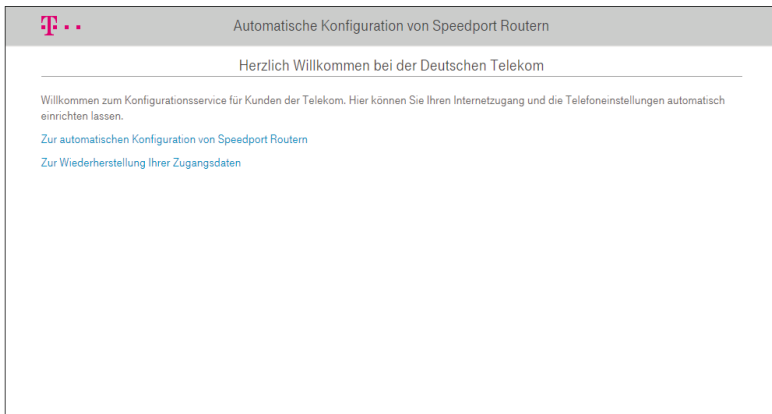 Automatische Konfiguration von Speedport Routern
Herzlich Willkommen bei der Deutschen Telekom
Willkommen zum Konfigurationsservice für Kunden der Telekom. Hier können Sie Ihren Internetzugang und die Telefoneinstellungen automatisch
einrichten lassen.
Zur automatischen Konfiguration von Speedport Routern
Zur Wiederherstellung Ihrer Zugangsdaten